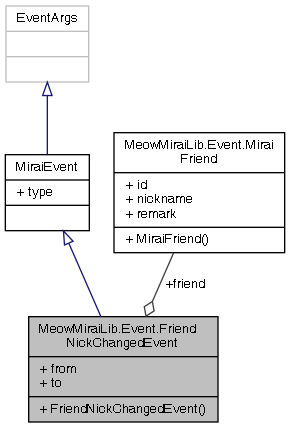 EventArgs
MiraiEvent
+ type
MeowMiraiLib.Event.Mirai
Friend
+ id
+ nickname
+ remark
+ MiraiFriend()
+friend
MeowMiraiLib.Event.Friend
NickChangedEvent
+ from
+ to
+ FriendNickChangedEvent()